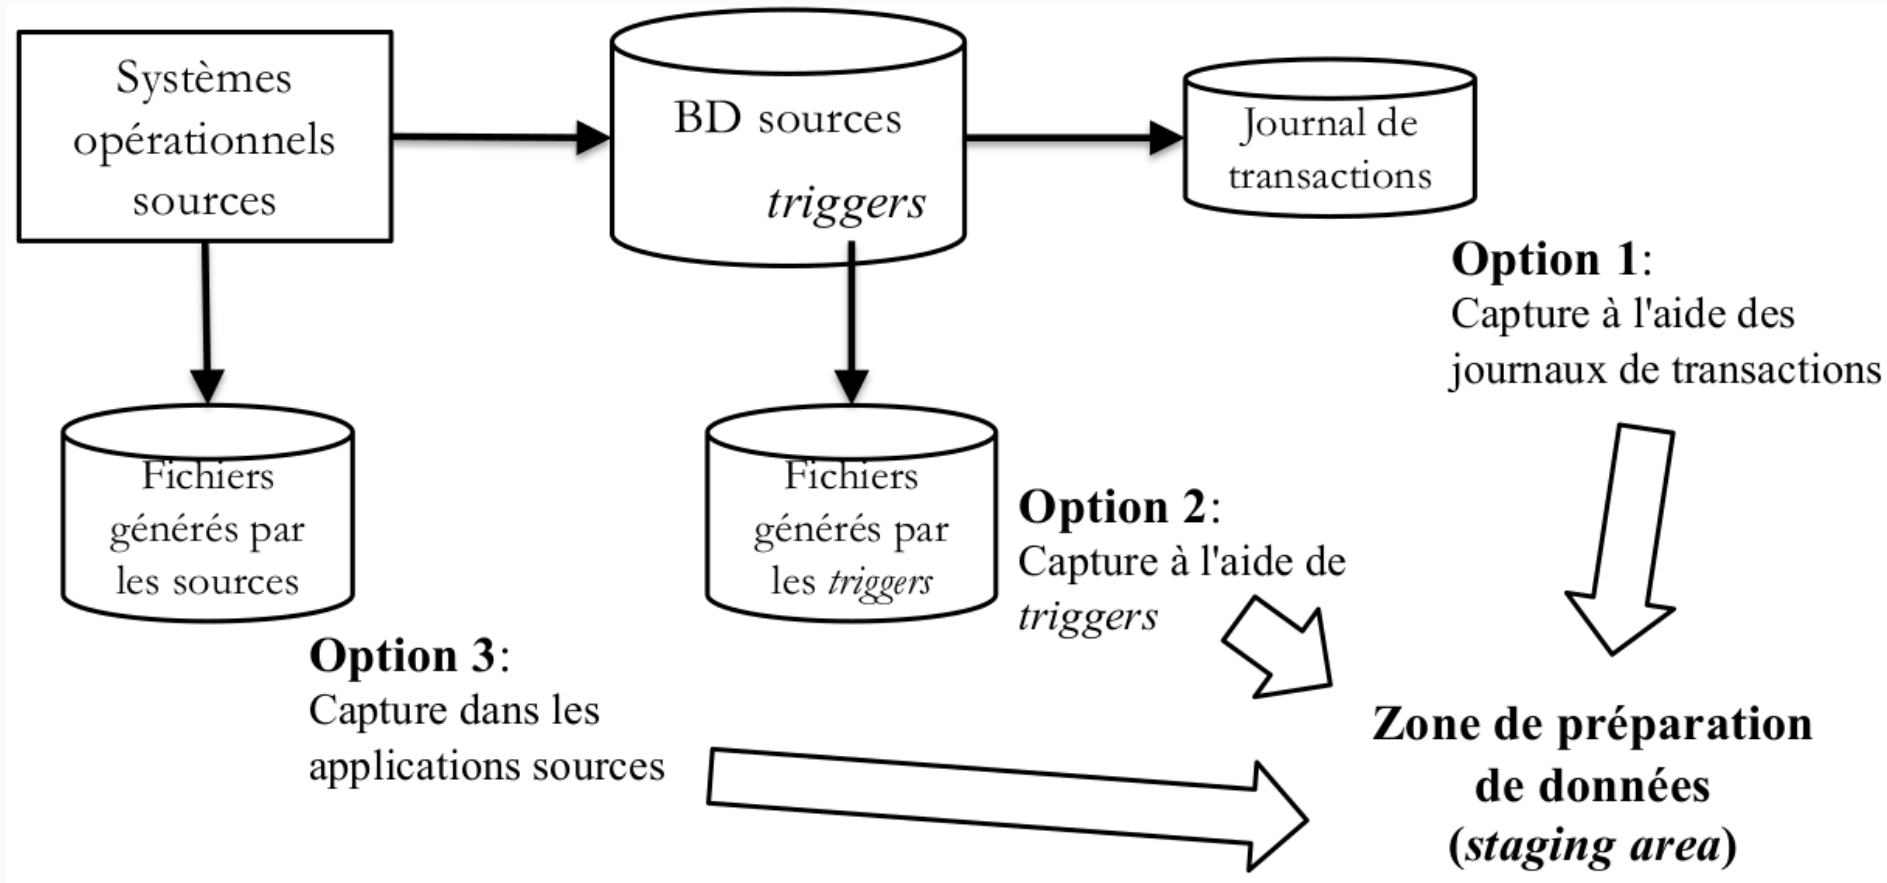 Systèmes
opérationnels
sources
BD sources
triggers
Journal de
transactions
Option 1:
Capture à l'aide des
journaux de transactions
Fichiers
générés par
les sources
Fichiers
générés par
les triggers
Option 2:
Capture à l'aide de
triggers
Option 3:
Capture dans les
applications sources
Zone de préparation
de données
(staging area)